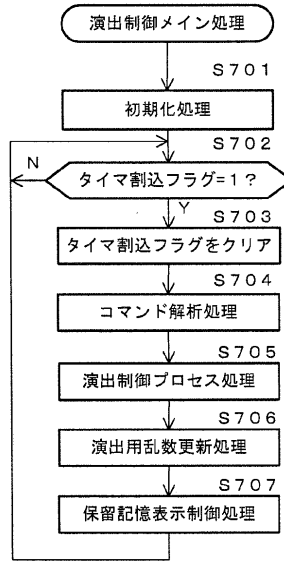 演出制御メイン処理
S701
初期化処理
S702
N
タイマ割込フラグ=1?
Y
S703
タイマ割込フラグをクリア
S704
コマンド解析処理
S705
演出制御プロセス処理
S706
演出用乱数更新処理
S707
保留記憶表示制御処理